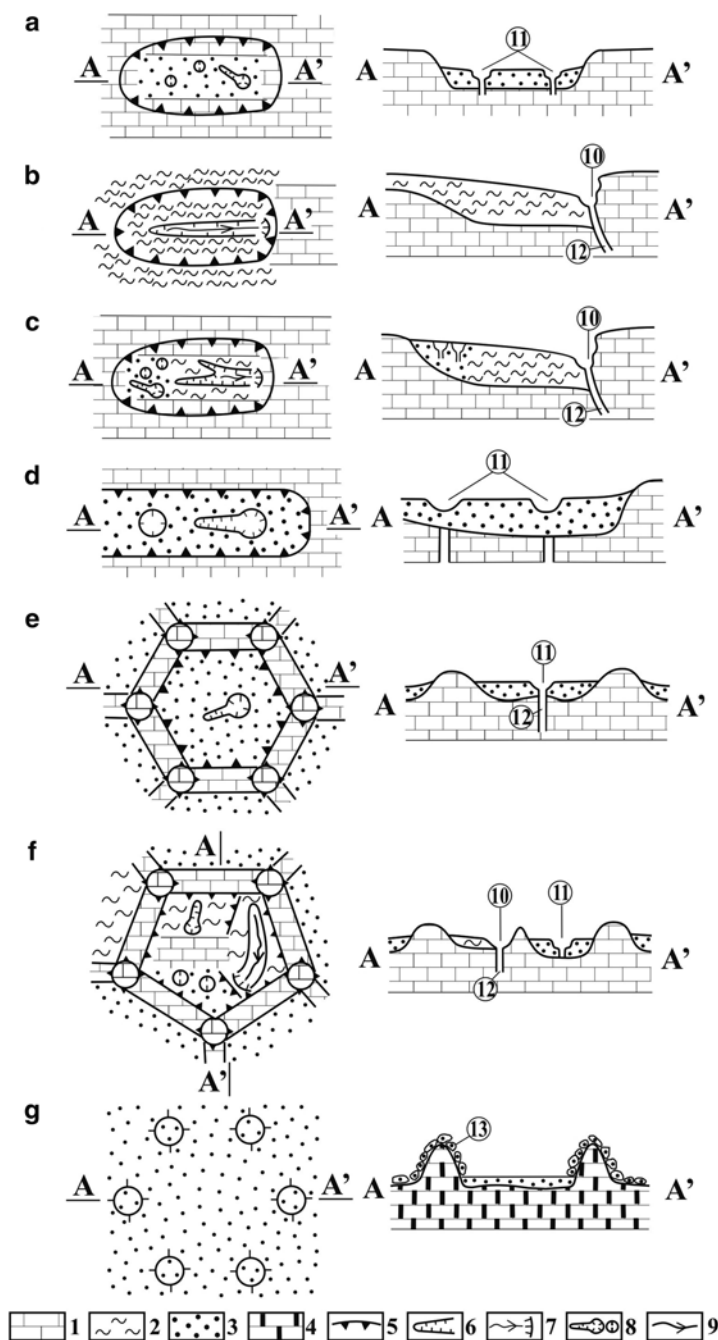 a
A A’ A ⑪ A’
b
A A’ A ⑩ ⑫ A’
c
A A’ A ⑩ ⑫ A’
d
A A’ A ⑪ A’
e
A A’ A ⑪ ⑫ A’
f
A A’ A ⑩ ⑪ ⑫ A’
g
A A’ A ⑬ A’
1 2 3 4 5 6 7 8 9